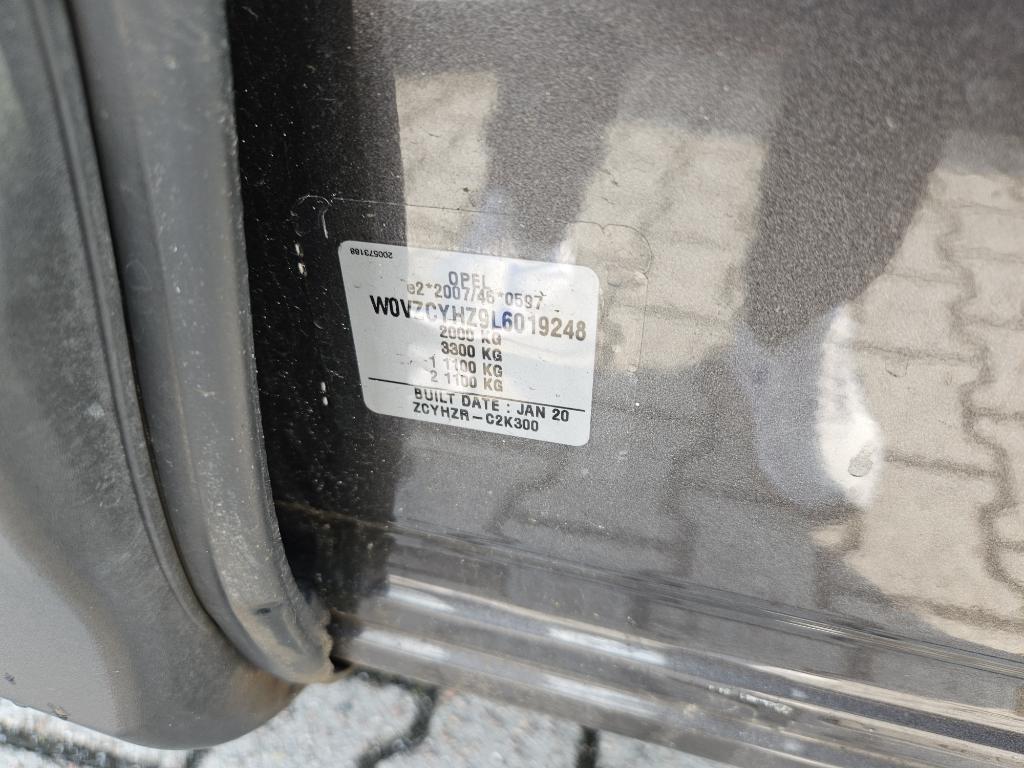 200573188
OPEL
e2*2007/46*0597
W0VZCYHZ9L6019248
2000 KG
3300 KG
1 1100 KG
2 1100 KG
BUILT DATE : JAN 20
ZCYHZR-C2K300